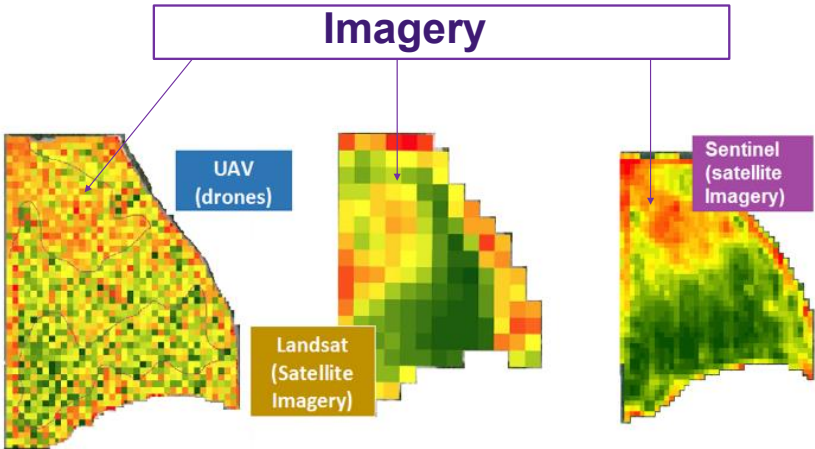 Imagery
UAV
(drones)
Sentinel
(satellite
Imagery)
Landsat
(Satellite
Imagery)